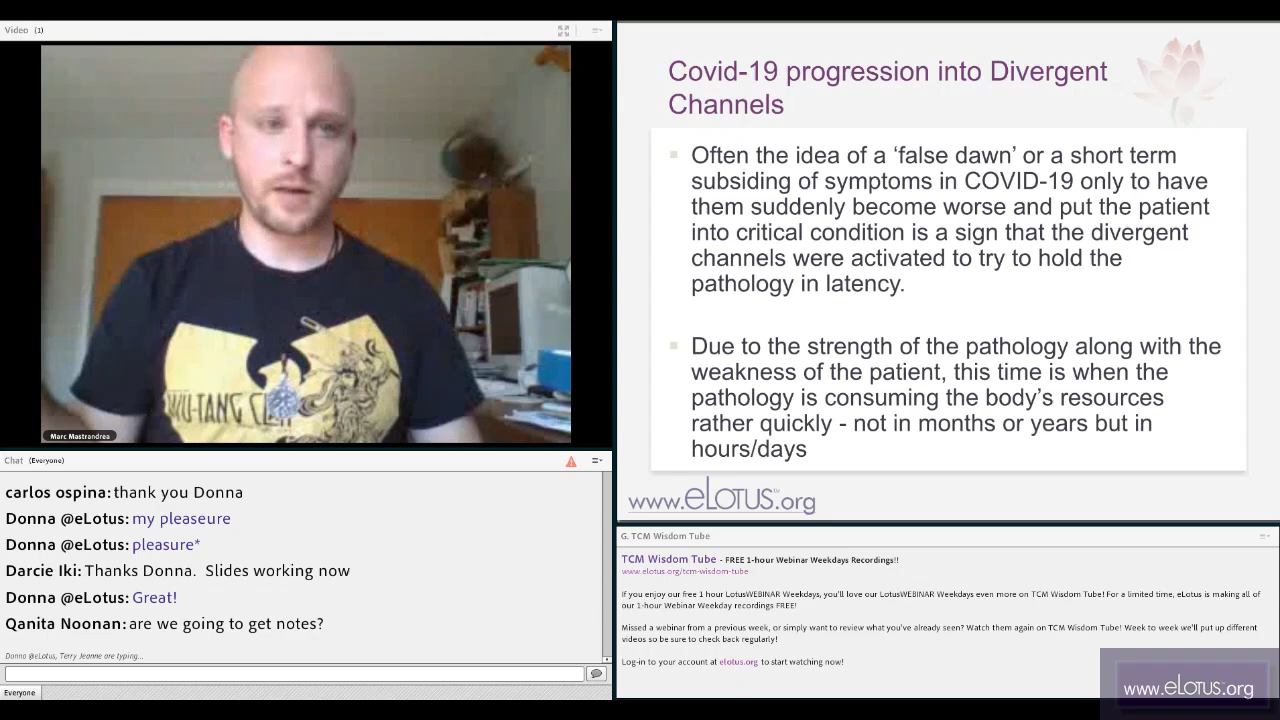 Video (1)
WU-TANG
Marc Mastrandrea
Chat (Everyone)
carlos ospina: thank you Donna
Donna @eLotus: my pleaseure
Donna @eLotus: pleasure*
Darcie Iki: Thanks Donna.  Slides working now
Donna @eLotus: Great!
Qanita Noonan: are we going to get notes?
Donna @eLotus, Terry Jeanne are typing...
Everyone
Covid-19 progression into Divergent
Channels
Often the idea of a ‘false dawn’ or a short term
subsiding of symptoms in COVID-19 only to have
them suddenly become worse and put the patient
into critical condition is a sign that the divergent
channels were activated to try to hold the
pathology in latency.
Due to the strength of the pathology along with the
weakness of the patient, this time is when the
pathology is consuming the body’s resources
rather quickly - not in months or years but in
hours/days
www.eLotus.org
G. TCM Wisdom Tube
TCM Wisdom Tube - FREE 1-hour Webinar Weekdays Recordings!!
www.elotus.org/tcm-wisdom-tube
If you enjoy our free 1 hour LotusWEBINAR Weekdays, you'll love our LotusWEBINAR Weekdays even more on TCM Wisdom Tube! For a limited time, eLotus is making all of
our 1-hour Webinar Weekday recordings FREE!
Missed a webinar from a previous week, or simply want to review what you've already seen? Watch them again on TCM Wisdom Tube! Week to week we'll put up different
videos so be sure to check back regularly!
Log-in to your account at elotus.org to start watching now!
www.eLotus.org